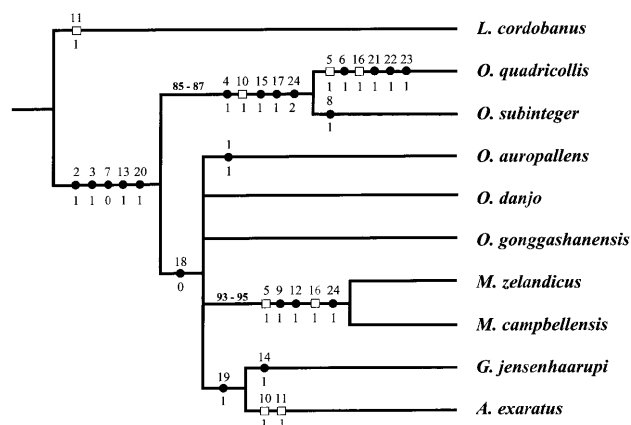 11
1
L. cordobanus
5 6 16 21 22 23
1 1 1 1 1 1
O. quadricollis
85 - 87
4 10 15 17 24
1 1 1 1 2
8
1
O. subinteger
1
1
O. auropallens
2 3 7 13 20
1 1 0 1 1
O. danjo
O. gonggashanensis
18
0
93 - 95
5 9 12 16 24
1 1 1 1 1
M. zelandicus
M. campbellensis
14
1
G. jensenhaarupi
19
1
10 11
1 1
A. exaratus